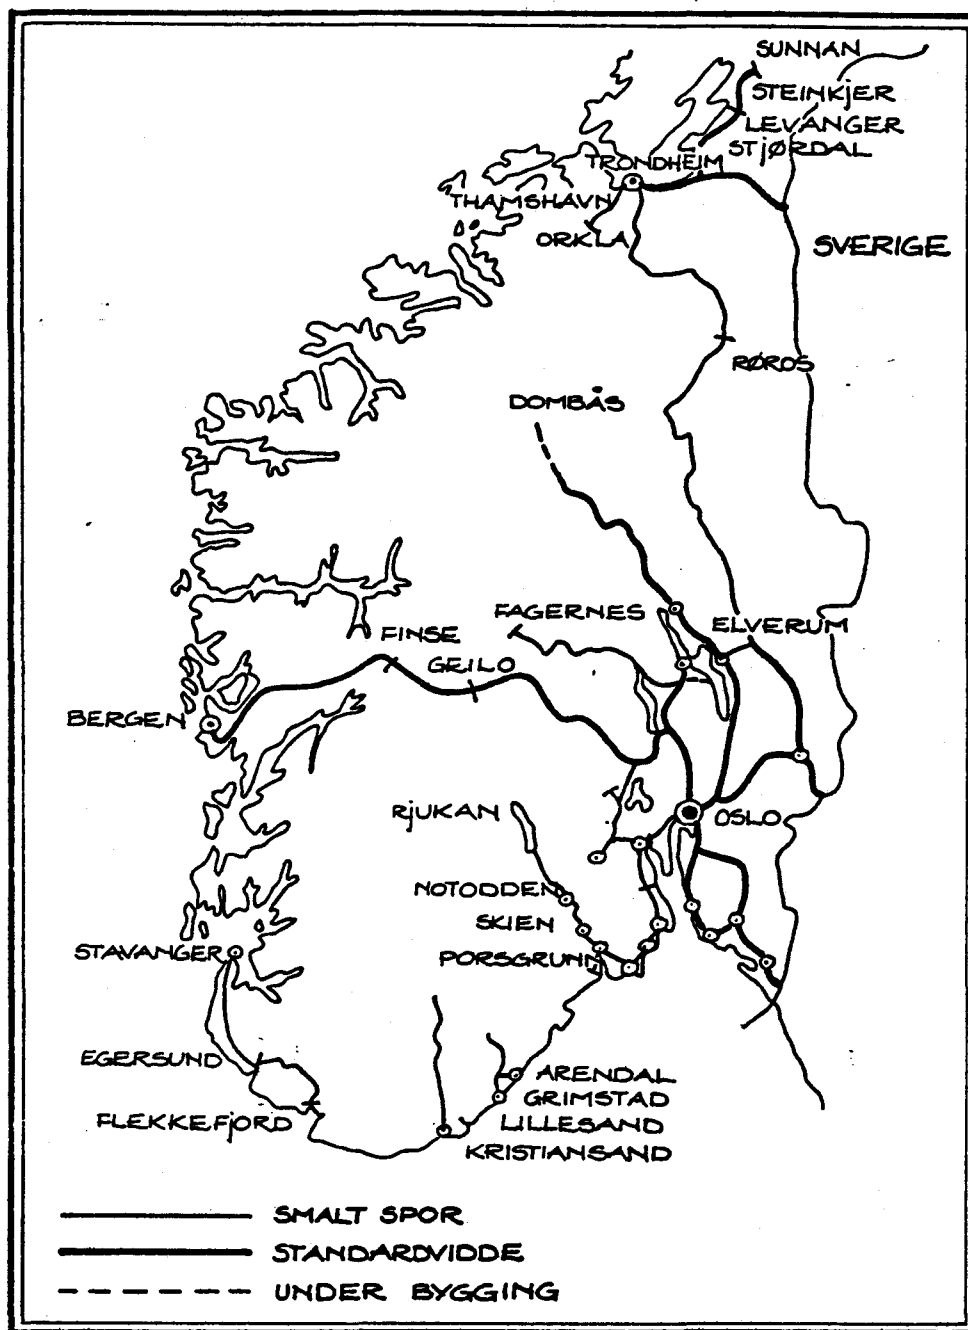 SUNNAN
STEINKJER
LEVANGER
STJØRDAL
TRONDHEIM
THAMSHAVN
ORKLA
SVERIGE
RØROS
DOMBÅS
FAGERNES
ELVERUM
FINSE
GEILO
BERGEN
RJUKAN
OSLO
NOTODDEN
SKIEN
STAVANGER
PORSGRUNN
EGERSUND
ARENDAL
GRIMSTAD
FLEKKEFJORD
LILLESAND
KRISTIANSAND
SMALT SPOR
STANDARDVIDDE
UNDER BYGGING